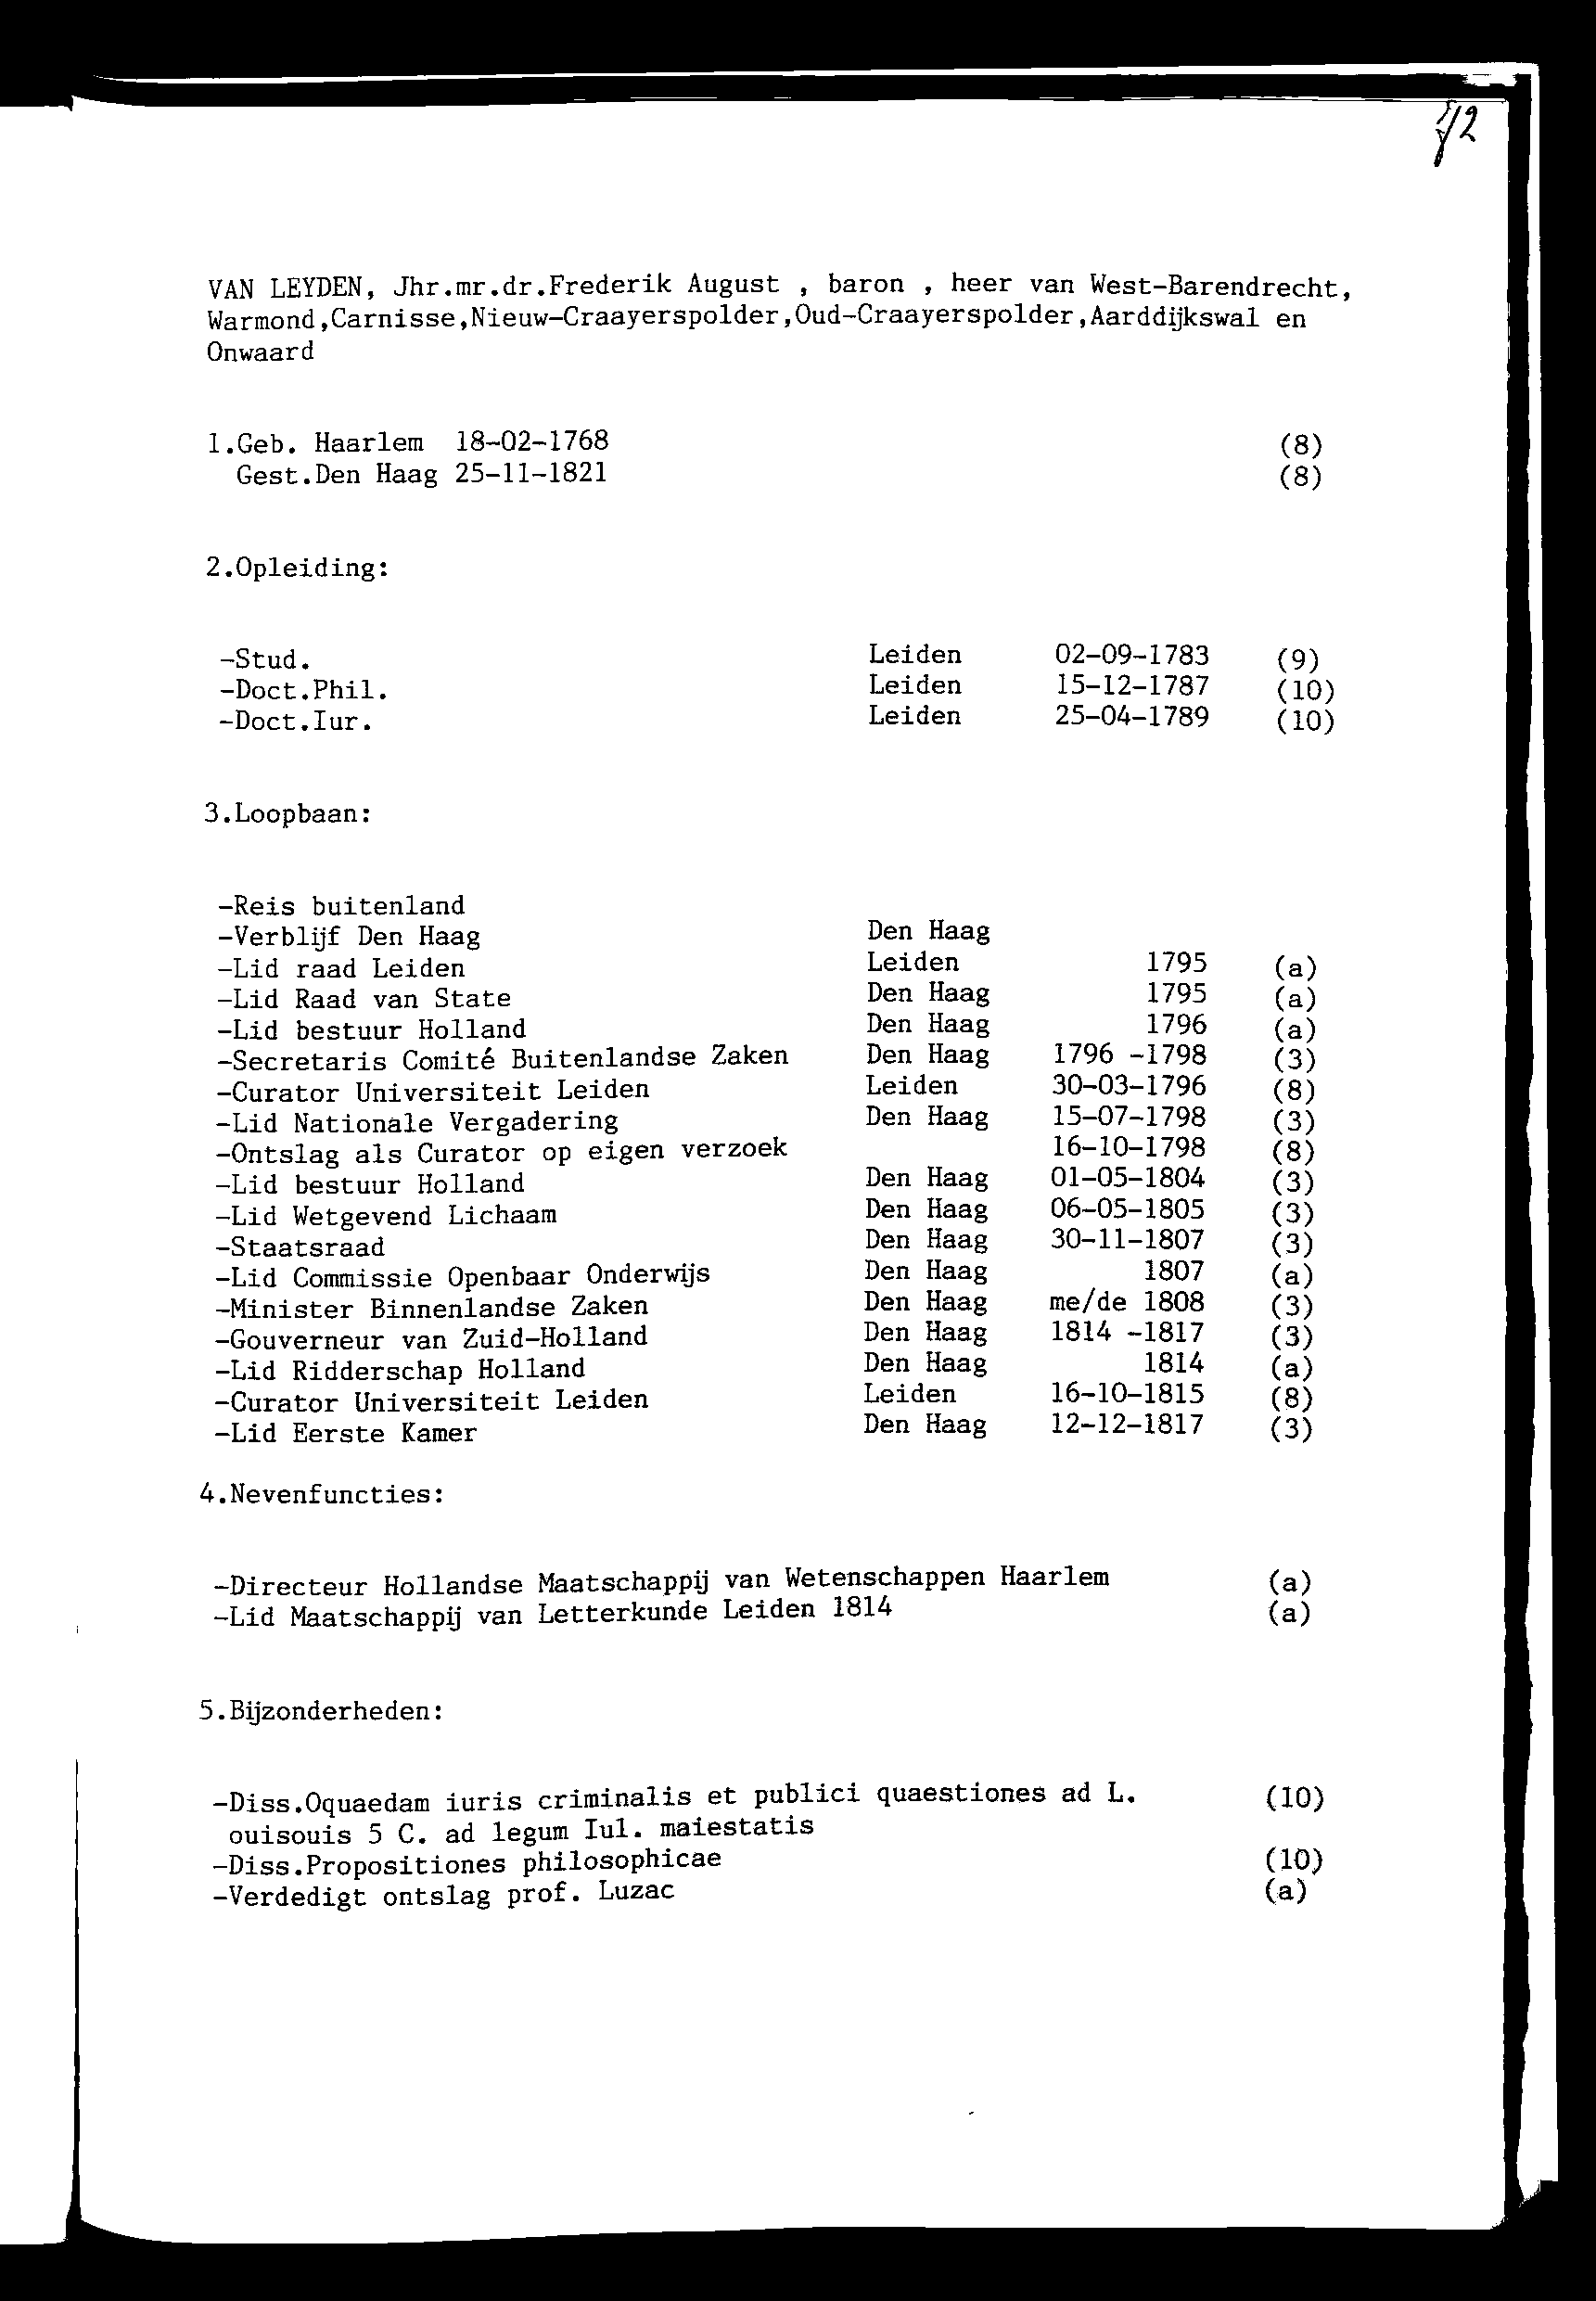 VAN LEYDEN, Jhr.mr.dr.Frederik August , baron , heer van West-Barendrecht,
Warmond,Carnisse,Nieuw-Craayerspolder,Oud-Craayerspolder,Aarddijkswal en
Onwaard
1.Geb. Haarlem 18-02-1768 (8)
Gest.Den Haag 25-11-1821 (8)
2.Opleiding:
-Stud. Leiden 02-09-1783 (9)
-Doct.Phil. Leiden 15-12-1787 (10)
-Doct.Iur. Leiden 25-04-1789 (10)
3.Loopbaan:
-Reis buitenland
-Verblijf Den Haag Den Haag
-Lid raad Leiden Leiden 1795 (a)
-Lid Raad van State Den Haag 1795 (a)
-Lid bestuur Holland Den Haag 1796 (a)
-Secretaris Comité Buitenlandse Zaken Den Haag 1796 -1798 (3)
-Curator Universiteit Leiden Leiden 30-03-1796 (8)
-Lid Nationale Vergadering Den Haag 15-07-1798 (3)
-Ontslag als Curator op eigen verzoek 16-10-1798 (8)
-Lid bestuur Holland Den Haag 01-05-1804 (3)
-Lid Wetgevend Lichaam Den Haag 06-05-1805 (3)
-Staatsraad Den Haag 30-11-1807 (3)
-Lid Commissie Openbaar Onderwijs Den Haag 1807 (a)
-Minister Binnenlandse Zaken Den Haag me/de 1808 (3)
-Gouverneur van Zuid-Holland Den Haag 1814 -1817 (3)
-Lid Ridderschap Holland Den Haag 1814 (a)
-Curator Universiteit Leiden Leiden 16-10-1815 (8)
-Lid Eerste Kamer Den Haag 12-12-1817 (3)
4.Nevenfuncties:
-Directeur Hollandse Maatschappij van Wetenschappen Haarlem (a)
-Lid Maatschappij van Letterkunde Leiden 1814 (a)
5.Bijzonderheden:
-Diss.Oquaedam iuris criminalis et publici quaestiones ad L. (10)
ouisouis 5 C. ad legum Iul. maiestatis
-Diss.Propositiones philosophicae (10)
-Verdedigt ontslag prof. Luzac (a)